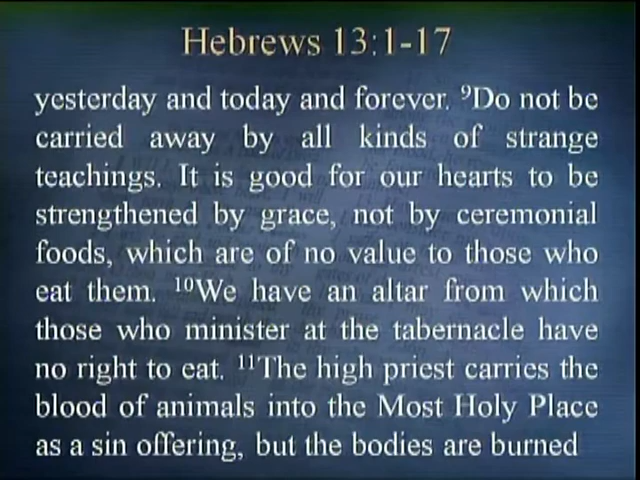 Hebrews 13:1-17
yesterday and today and forever. ⁹Do not be
carried away by all kinds of strange
teachings. It is good for our hearts to be
strengthened by grace, not by ceremonial
foods, which are of no value to those who
eat them. ¹⁰We have an altar from which
those who minister at the tabernacle have
no right to eat. ¹¹The high priest carries the
blood of animals into the Most Holy Place
as a sin offering, but the bodies are burned